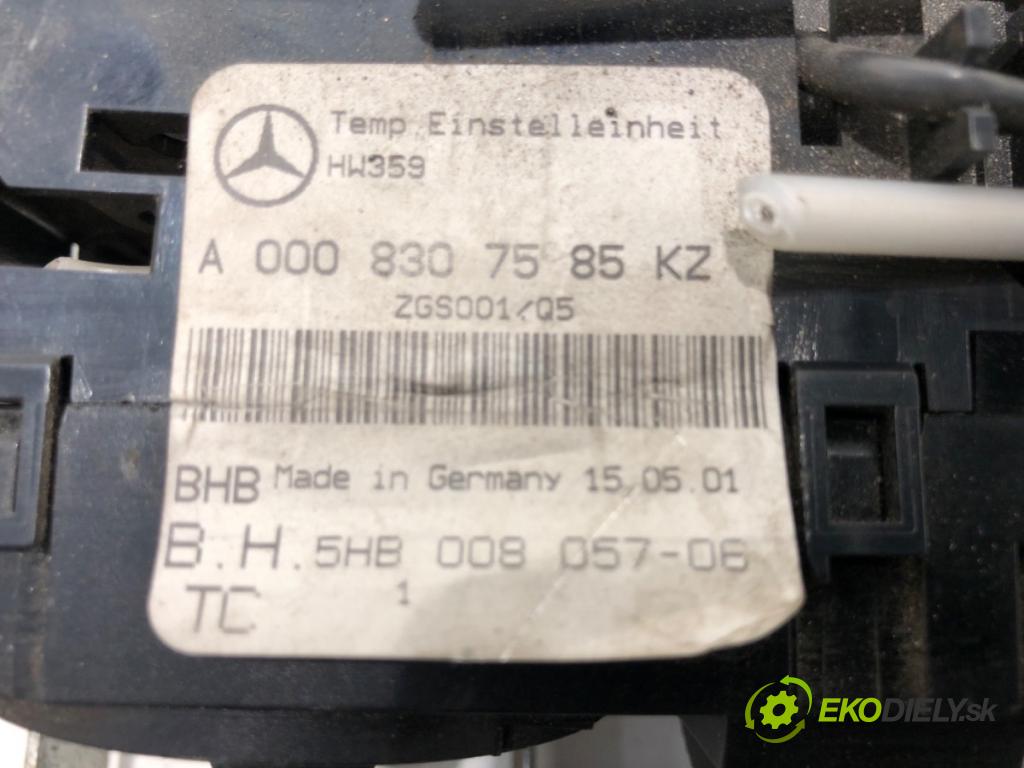 Temp.Einstelleinheit
HW359
A 000 830 75 85 KZ
ZGS001/Q5
BHB Made in Germany 15.05.01
B.H. 5HB 008 057-06
TC 1
EKODIELY.sk